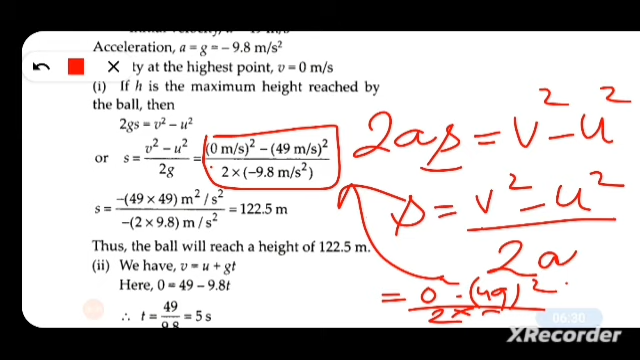 Initial velocity, u = 49 m/s
Acceleration, a = g = – 9.8 m/s²
ty at the highest point, v = 0 m/s
(i) If h is the maximum height reached by
the ball, then
2gs = v² – u²
or s = (v² – u²)/2g = ((0 m/s)² – (49 m/s)²)/(2 × (–9.8 m/s²))
s = (–(49 × 49) m²/s²)/(–(2 × 9.8) m/s²) = 122.5 m
Thus, the ball will reach a height of 122.5 m.
(ii) We have, v = u + gt
Here, 0 = 49 – 9.8t
∴ t = 49/9.8 = 5 s
2as = v² – u²
s = (v² – u²)/2a
= (0 - (49)²)/2×
06:30
XRecorder